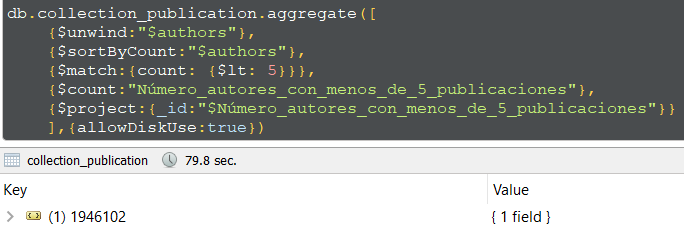 db.collection_publication.aggregate([
{$unwind:"$authors"},
{$sortByCount:"$authors"},
{$match:{count: {$lt: 5}}},
{$count:"Número_autores_con_menos_de_5_publicaciones"},
{$project:{_id:"$Número_autores_con_menos_de_5_publicaciones"}}
],{allowDiskUse:true})
collection_publication 79.8 sec.
Key Value
(1) 1946102 { 1 field }